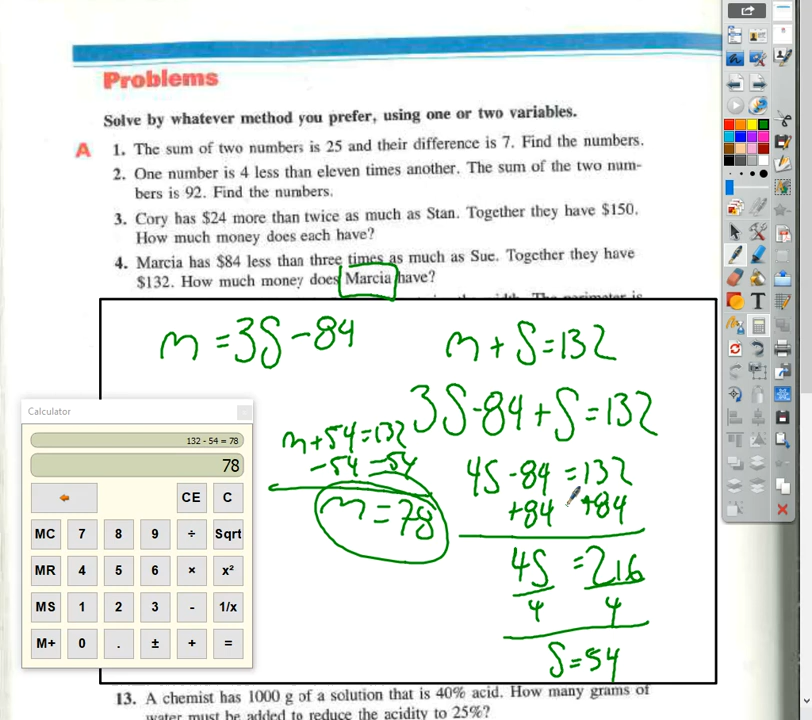 Problems
Solve by whatever method you prefer, using one or two variables.
A 1. The sum of two numbers is 25 and their difference is 7. Find the numbers.
2. One number is 4 less than eleven times another. The sum of the two num-
bers is 92. Find the numbers.
3. Cory has $24 more than twice as much as Stan. Together they have $150.
How much money does each have?
4. Marcia has $84 less than three times as much as Sue. Together they have
$132. How much money does Marcia have?
m = 3S - 84
m + S = 132
3S - 84 + S = 132
4S - 84 = 132
+84 +84
4S = 216
4 4
S = 54
m + 54 = 132
-54 -54
m = 78
Calculator
132 - 54 = 78
78
CE C
MC 7 8 9 ÷ Sqrt
MR 4 5 6 × x²
MS 1 2 3 - 1/x
M+ 0 . ± + =
T
13. A chemist has 1000 g of a solution that is 40% acid. How many grams of
water must be added to reduce the acidity to 25%?